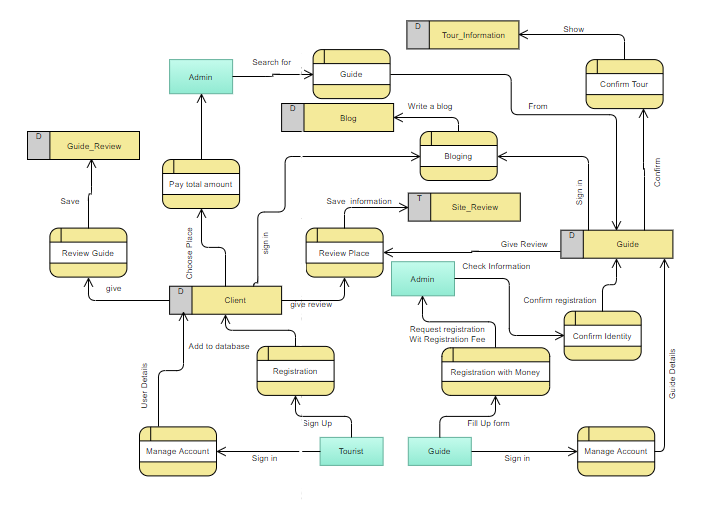 D
Tour_Information
Show
Search for
Admin
Guide
Confirm Tour
Write a blog
From
D
Blog
D
Guide_Review
Bloging
Confirm
Pay total amount
Sign in
Save
Save  information
T
Site_Review
Choose Place
sign in
D
Guide
Give Review
Review Guide
Review Place
Check Information
Admin
give
D
Client
give review
Confirm registration
Request registration
Wit Registration Fee
Confirm Identity
Add to database
Registration
Registration with Money
User Details
Guide Details
Sign Up
Fill Up form
Manage Account
Sign in
Tourist
Guide
Sign in
Manage Account